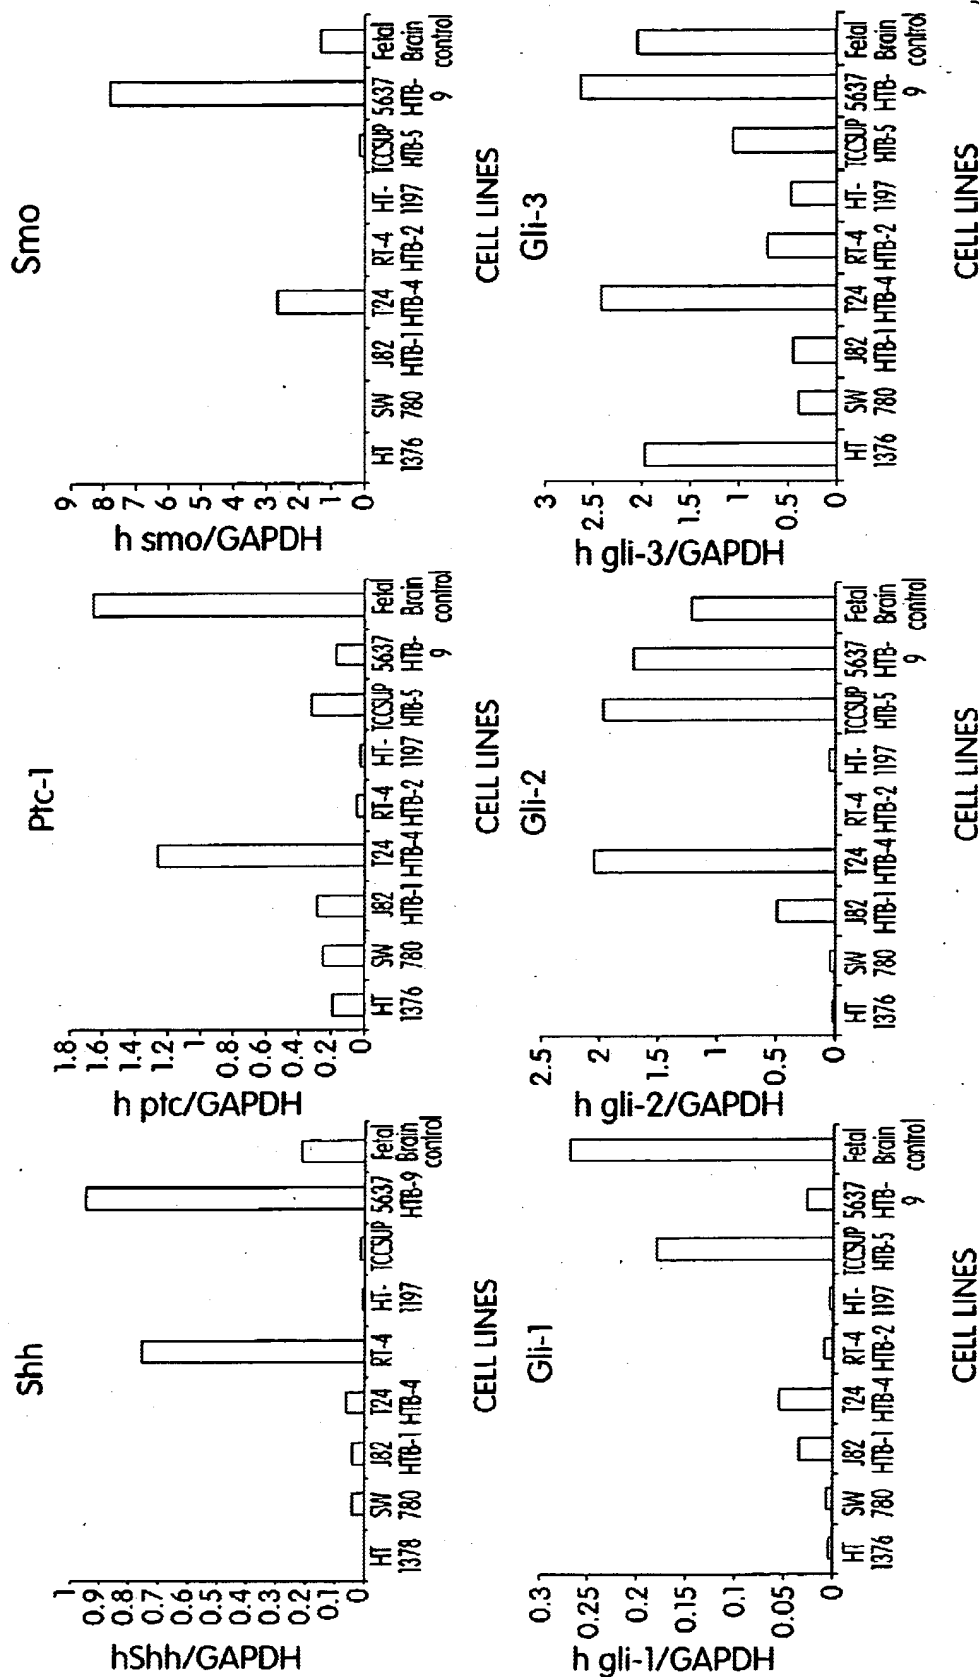 Shh
hShh/GAPDH
1
0.9
0.8
0.7
0.6
0.5
0.4
0.3
0.2
0.1
0
HT SW J82 T24 RT-4 HT- TCCSUP 5637 Fetal
1378 780 HTB-1 HTB-4 1197 HTB-9 Brain
control
CELL LINES
Ptc-1
h ptc/GAPDH
1.8
1.6
1.4
1.2
1
0.8
0.6
0.4
0.2
0
HT SW J82 T24 RT-4 HT- TCCSUP 5637 Fetal
1376 780 HTB-1 HTB-4 HTB-2 1197 HTB-5 HTB- Brain
9 control
CELL LINES
Smo
h smo/GAPDH
9
8
7
6
5
4
3
2
1
0
HT SW J82 T24 RT-4 HT- TCCSUP 5637 Fetal
1376 780 HTB-1 HTB-4 HTB-2 1197 HTB-5 HTB- Brain
9 control
CELL LINES
Gli-1
h gli-1/GAPDH
0.3
0.25
0.2
0.15
0.1
0.05
0
HT SW J82 T24 RT-4 HT- TCCSUP 5637 Fetal
1376 780 HTB-1 HTB-4 HTB-2 1197 HTB-5 HTB- Brain
9 control
CELL LINES
Gli-2
h gli-2/GAPDH
2.5
2
1.5
1
0.5
0
HT SW J82 T24 RT-4 HT- TCCSUP 5637 Fetal
1376 780 HTB-1 HTB-4 HTB-2 1197 HTB-5 HTB- Brain
9 control
CELL LINES
Gli-3
h gli-3/GAPDH
3
2.5
2
1.5
1
0.5
0
HT SW J82 T24 RT-4 HT- TCCSUP 5637 Fetal
1376 780 HTB-1 HTB-4 HTB-2 1197 HTB-5 HTB- Brain
9 control
CELL LINES